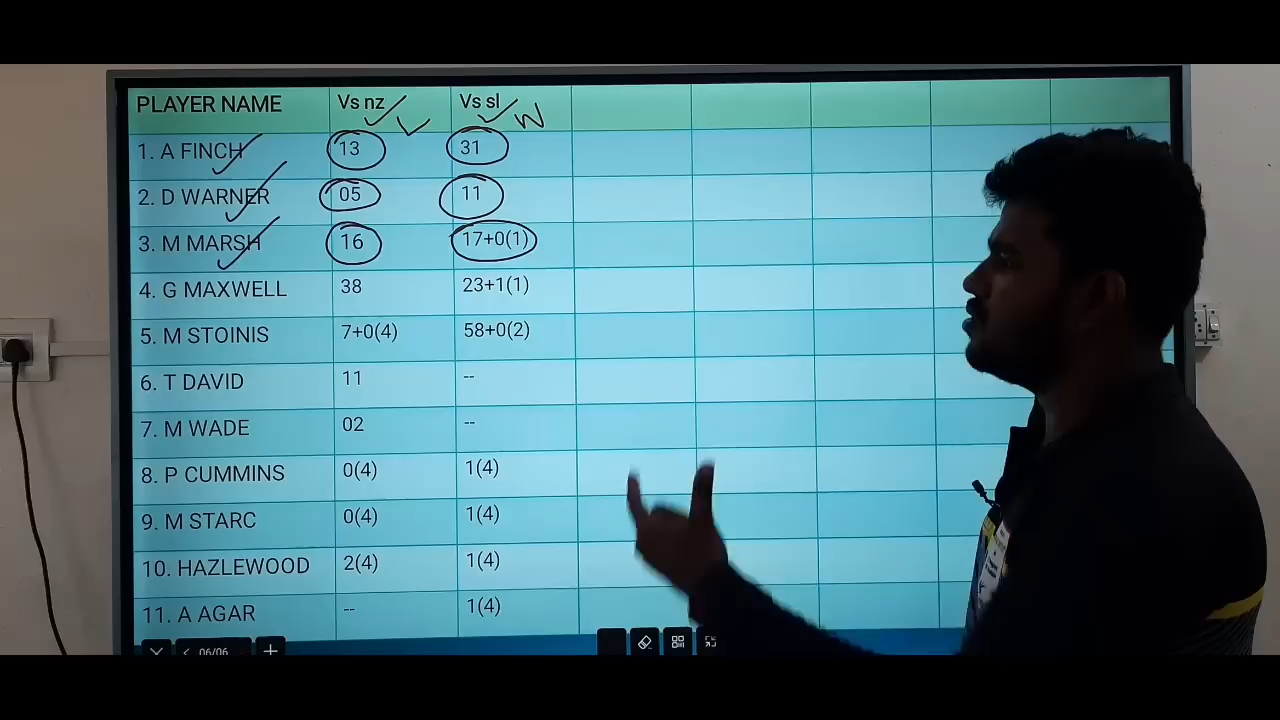 PLAYER NAME Vs nz Vs sl
L W
1. A FINCH 13 31
2. D WARNER 05 11
3. M MARSH 16 17+0(1)
4. G MAXWELL 38 23+1(1)
5. M STOINIS 7+0(4) 58+0(2)
6. T DAVID 11 --
7. M WADE 02 --
8. P CUMMINS 0(4) 1(4)
9. M STARC 0(4) 1(4)
10. HAZLEWOOD 2(4) 1(4)
11. A AGAR -- 1(4)
06/06